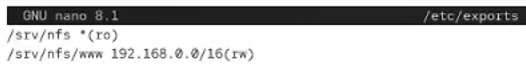 GNU nano 8.1 /etc/exports
/srv/nfs *(ro)
/srv/nfs/www 192.168.0.0/16(rw)